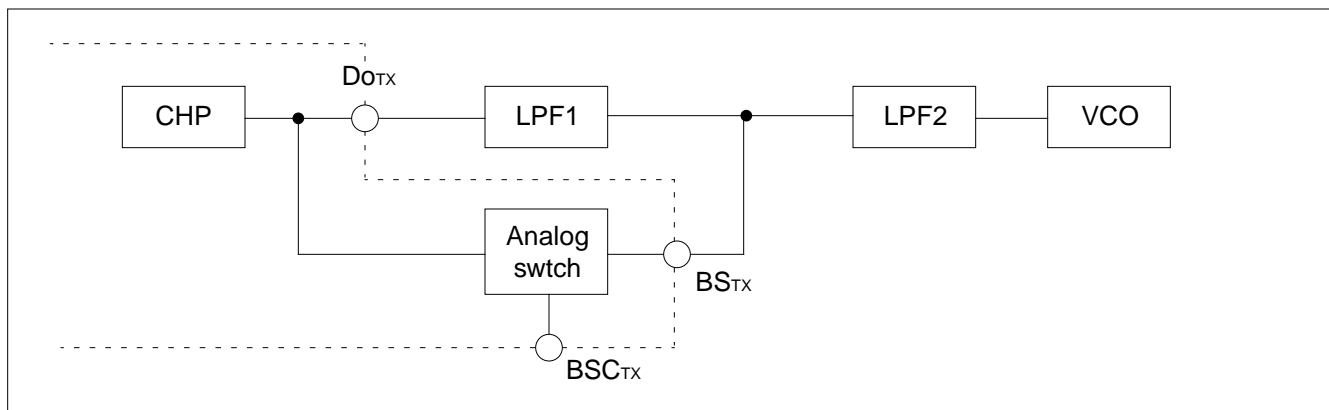 DoTX
CHP
LPF1
LPF2
VCO
Analog
swtch
BSTX
BSCTX